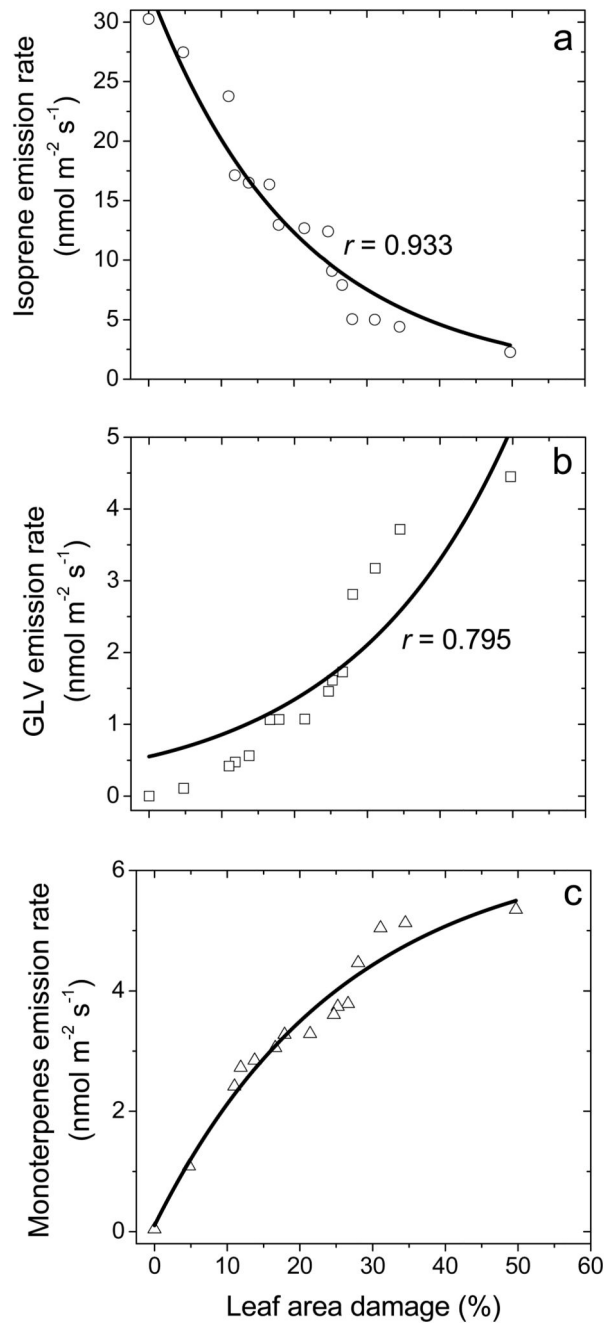 a
30
25
20
15
10
5
0
Isoprene emission rate
(nmol m⁻² s⁻¹)
r = 0.933
b
5
4
3
2
1
0
GLV emission rate
(nmol m⁻² s⁻¹)
r = 0.795
c
6
4
2
0
Monoterpenes emission rate
(nmol m⁻² s⁻¹)
0 10 20 30 40 50 60
Leaf area damage (%)